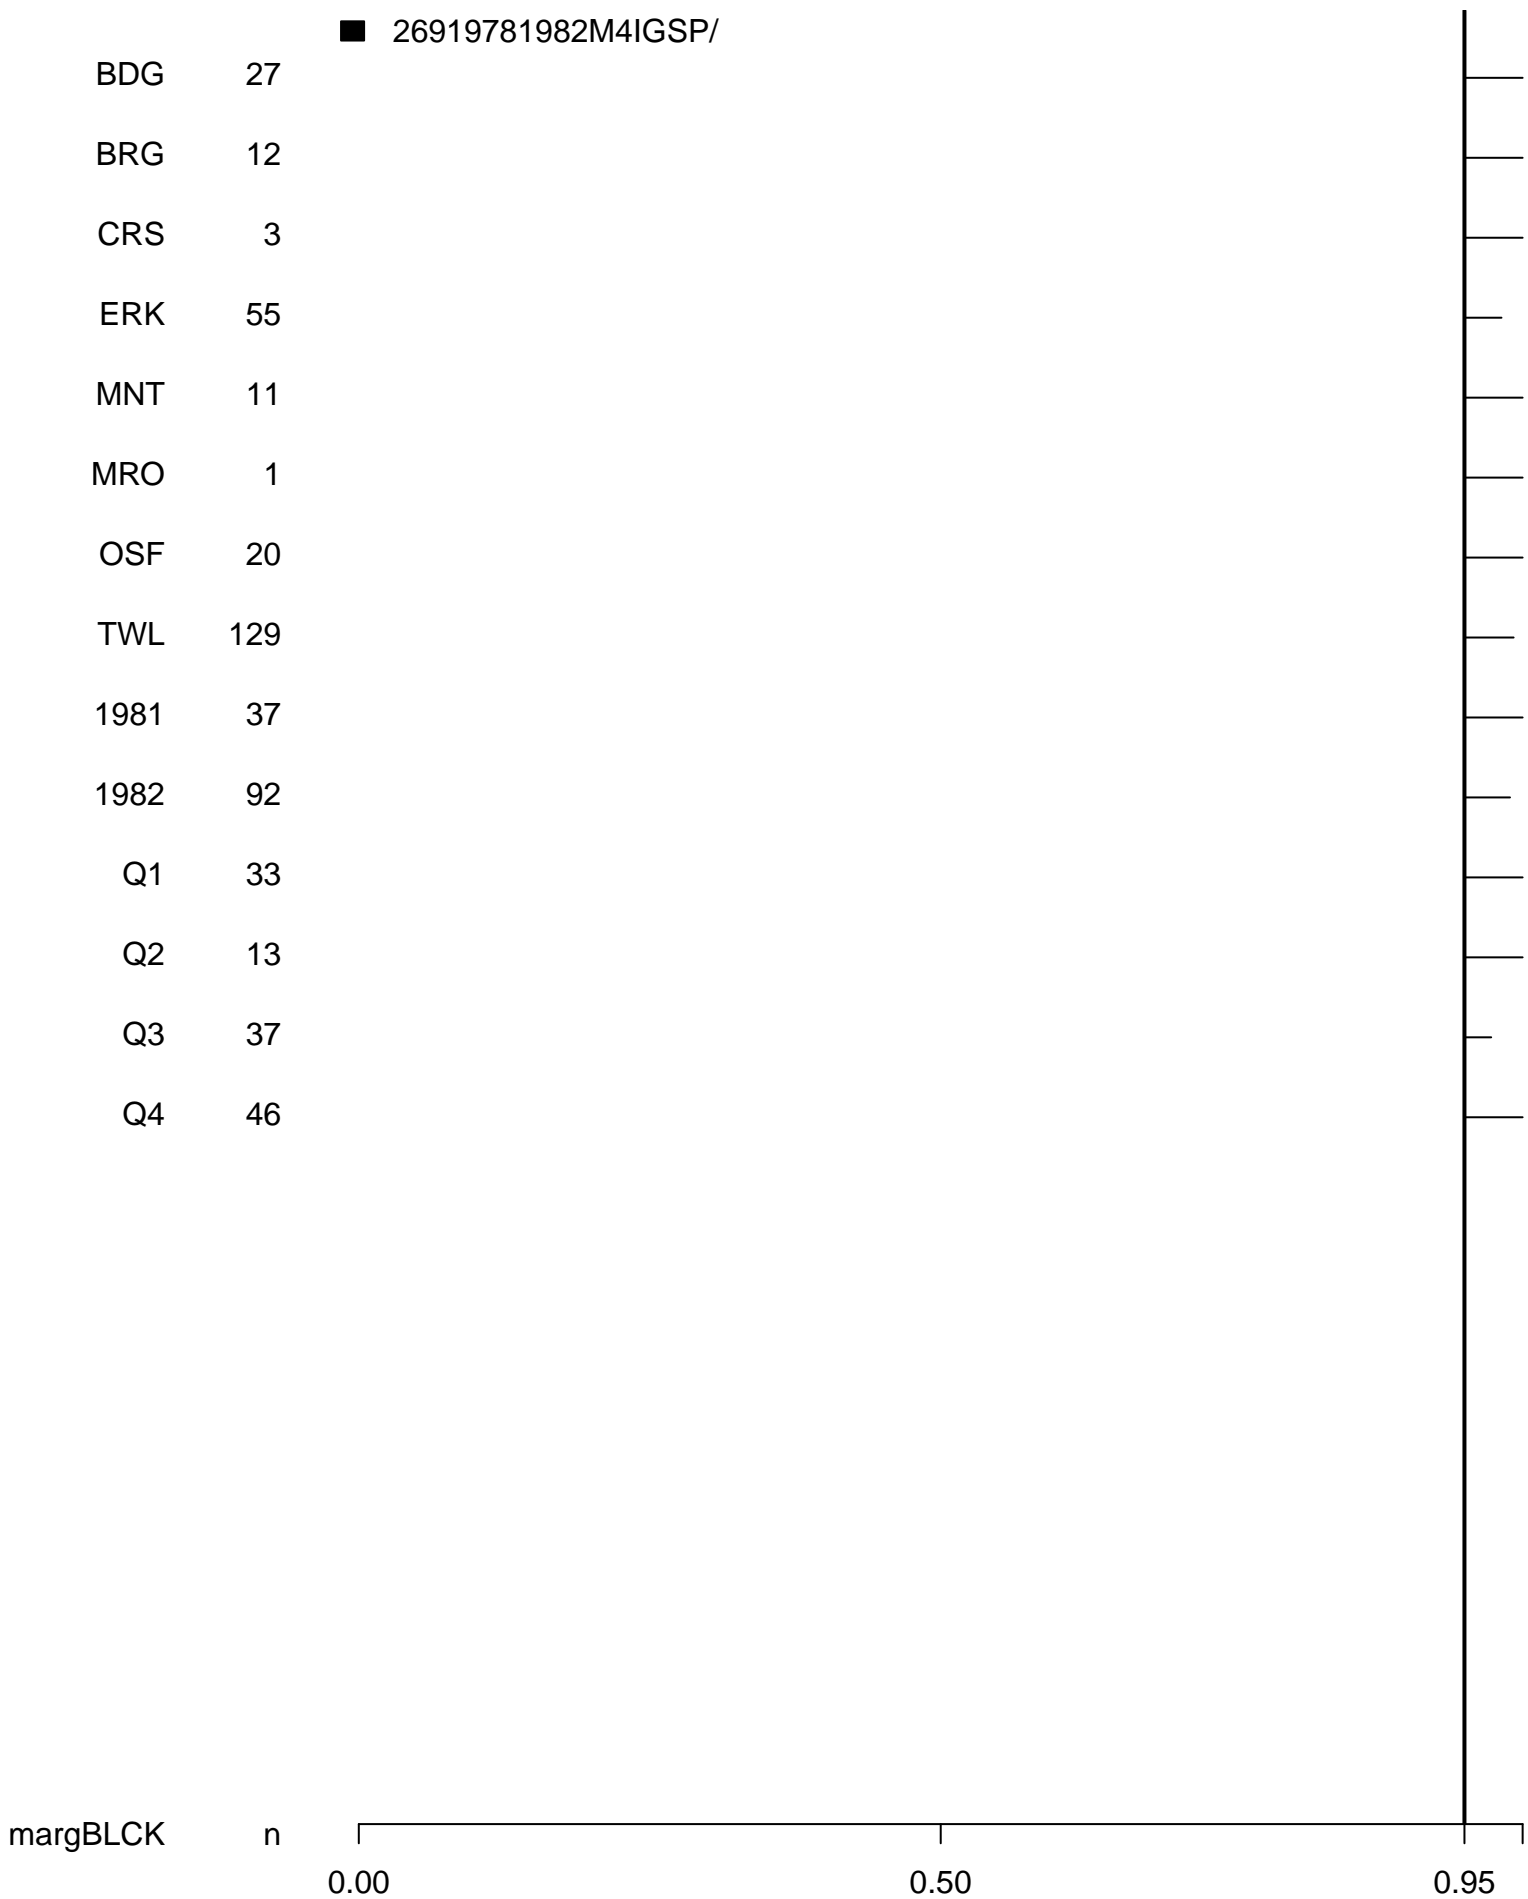 26919781982M4IGSP/
BDG 27
BRG 12
CRS 3
ERK 55
MNT 11
MRO 1
OSF 20
TWL 129
1981 37
1982 92
Q1 33
Q2 13
Q3 37
Q4 46
margBLCK n
0.00 0.50 0.95